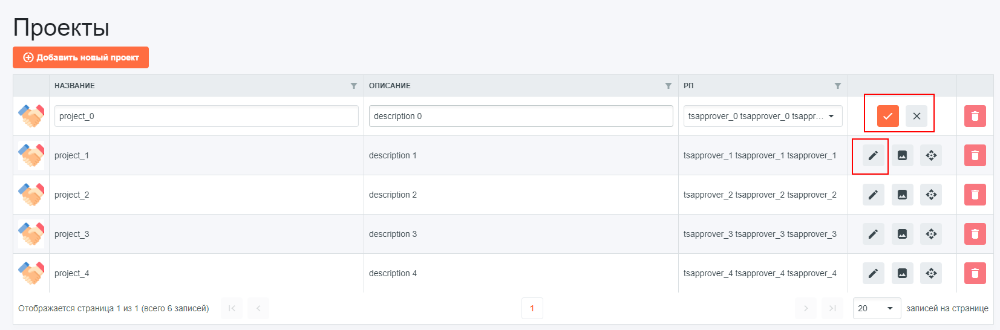 Проекты
Добавить новый проект
НАЗВАНИЕ ОПИСАНИЕ РП
project_0 description 0 tsapprover_0 tsapprover_0 tsappr...
project_1 description 1 tsapprover_1 tsapprover_1 tsapprover_1
project_2 description 2 tsapprover_2 tsapprover_2 tsapprover_2
project_3 description 3 tsapprover_3 tsapprover_3 tsapprover_3
project_4 description 4 tsapprover_4 tsapprover_4 tsapprover_4
Отображается страница 1 из 1 (всего 6 записей) 1 20 записей на странице